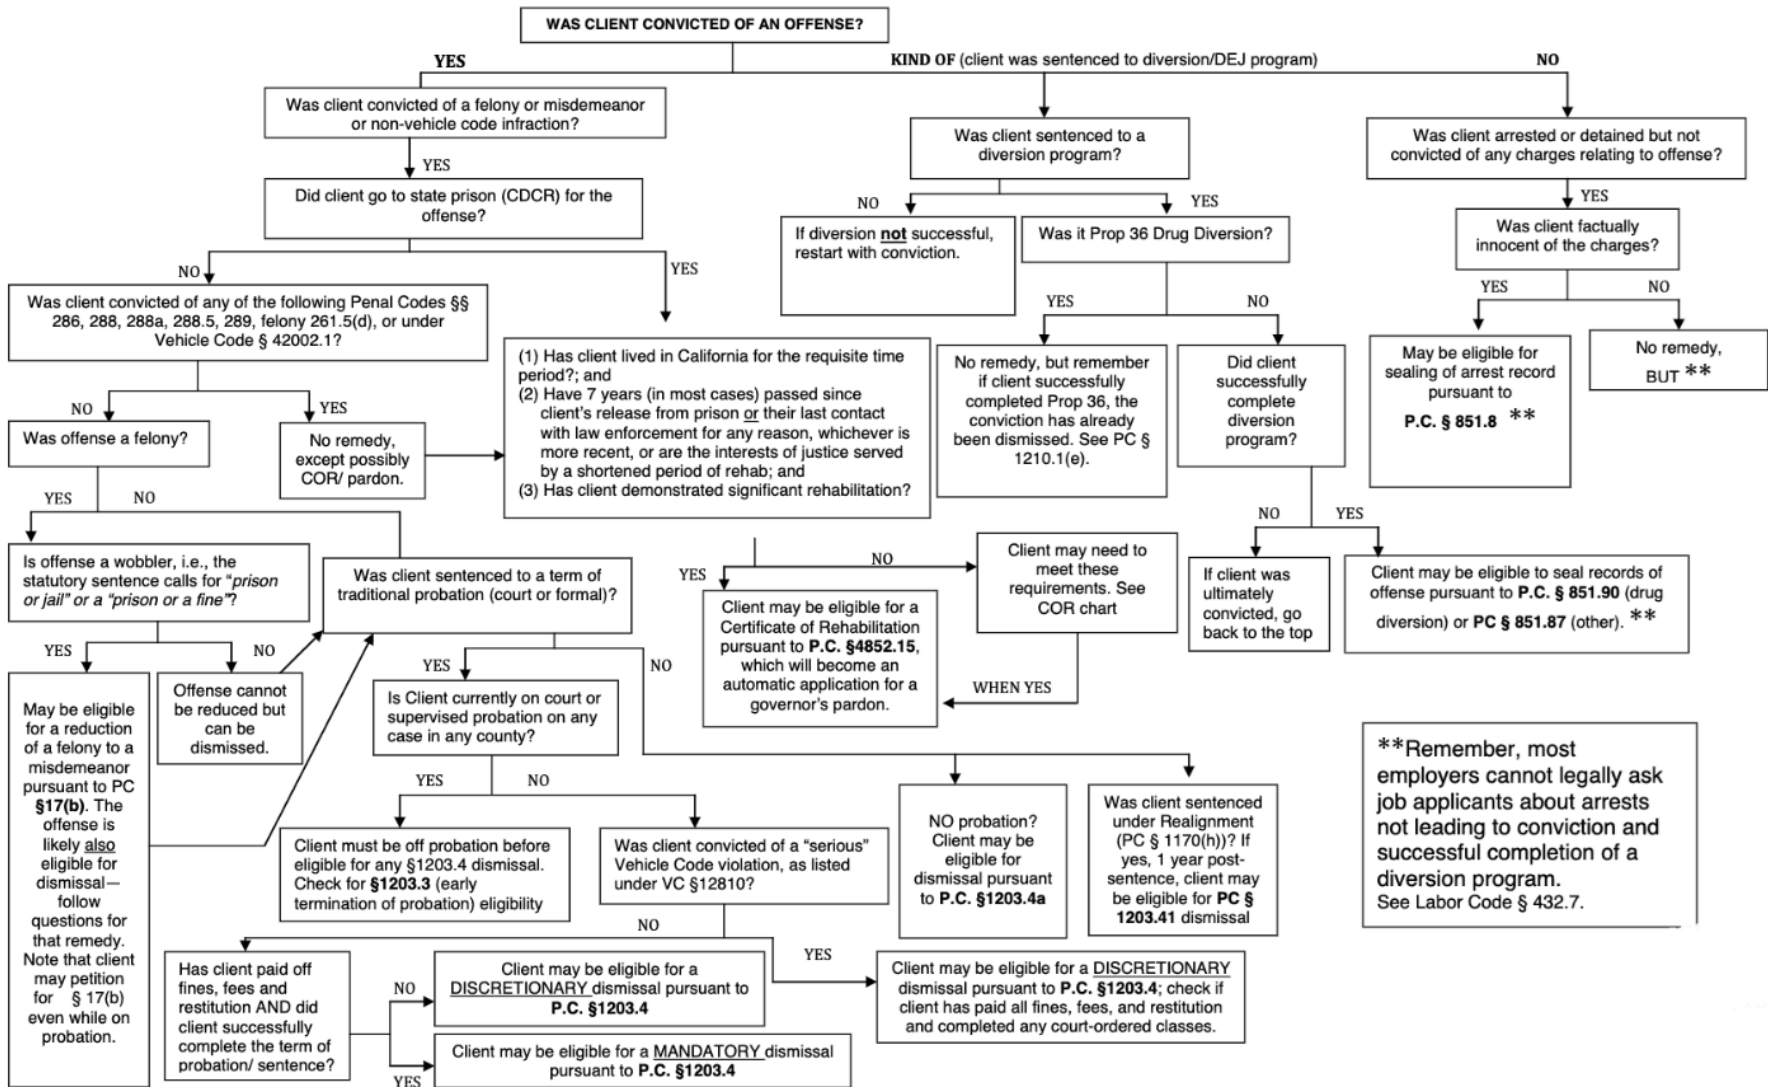 WAS CLIENT CONVICTED OF AN OFFENSE?
YES
KIND OF (client was sentenced to diversion/DEJ program)
NO
Was client convicted of a felony or misdemeanor
or non-vehicle code infraction?
YES
Did client go to state prison (CDCR) for the
offense?
NO
YES
Was client convicted of any of the following Penal Codes §§
286, 288, 288a, 288.5, 289, felony 261.5(d), or under
Vehicle Code § 42002.1?
NO
YES
Was offense a felony?
No remedy,
except possibly
COR/ pardon.
(1) Has client lived in California for the requisite time
period?; and
(2) Have 7 years (in most cases) passed since
client's release from prison or their last contact
with law enforcement for any reason, whichever is
more recent, or are the interests of justice served
by a shortened period of rehab; and
(3) Has client demonstrated significant rehabilitation?
Was client sentenced to a
diversion program?
NO
YES
If diversion not successful,
restart with conviction.
Was it Prop 36 Drug Diversion?
YES
NO
No remedy, but remember
if client successfully
completed Prop 36, the
conviction has already
been dismissed. See PC §
1210.1(e).
Did client
successfully
complete
diversion
program?
NO
YES
If client was
ultimately
convicted, go
back to the top
Client may be eligible to seal records of
offense pursuant to P.C. § 851.90 (drug
diversion) or PC § 851.87 (other). **
Was client arrested or detained but not
convicted of any charges relating to offense?
YES
Was client factually
innocent of the charges?
YES
NO
May be eligible for
sealing of arrest record
pursuant to
P.C. § 851.8 **
No remedy,
BUT **
YES
NO
Is offense a wobbler, i.e., the
statutory sentence calls for "prison
or jail" or a "prison or a fine"?
YES
NO
May be eligible
for a reduction
of a felony to a
misdemeanor
pursuant to PC
§17(b). The
offense is
likely also
eligible for
dismissal—
follow
questions for
that remedy.
Note that client
may petition
for § 17(b)
even while on
probation.
Offense cannot
be reduced but
can be
dismissed.
Was client sentenced to a term of
traditional probation (court or formal)?
YES
NO
Is Client currently on court or
supervised probation on any
case in any county?
YES
NO
Client must be off probation before
eligible for any §1203.4 dismissal.
Check for §1203.3 (early
termination of probation) eligibility
Was client convicted of a "serious"
Vehicle Code violation, as listed
under VC §12810?
NO
YES
Has client paid off
fines, fees and
restitution AND did
client successfully
complete the term of
probation/ sentence?
NO
YES
Client may be eligible for a
DISCRETIONARY dismissal pursuant to
P.C. §1203.4
Client may be eligible for a MANDATORY dismissal
pursuant to P.C. §1203.4
Client may be eligible for a DISCRETIONARY
dismissal pursuant to P.C. §1203.4; check if
client has paid all fines, fees, and restitution
and completed any court-ordered classes.
YES
NO
Client may be eligible for a
Certificate of Rehabilitation
pursuant to P.C. §4852.15,
which will become an
automatic application for a
governor's pardon.
Client may need to
meet these
requirements. See
COR chart
WHEN YES
NO probation?
Client may be
eligible for
dismissal pursuant
to P.C. §1203.4a
Was client sentenced
under Realignment
(PC § 1170(h))? If
yes, 1 year post-
sentence, client may
be eligible for PC §
1203.41 dismissal
**Remember, most
employers cannot legally ask
job applicants about arrests
not leading to conviction and
successful completion of a
diversion program.
See Labor Code § 432.7.